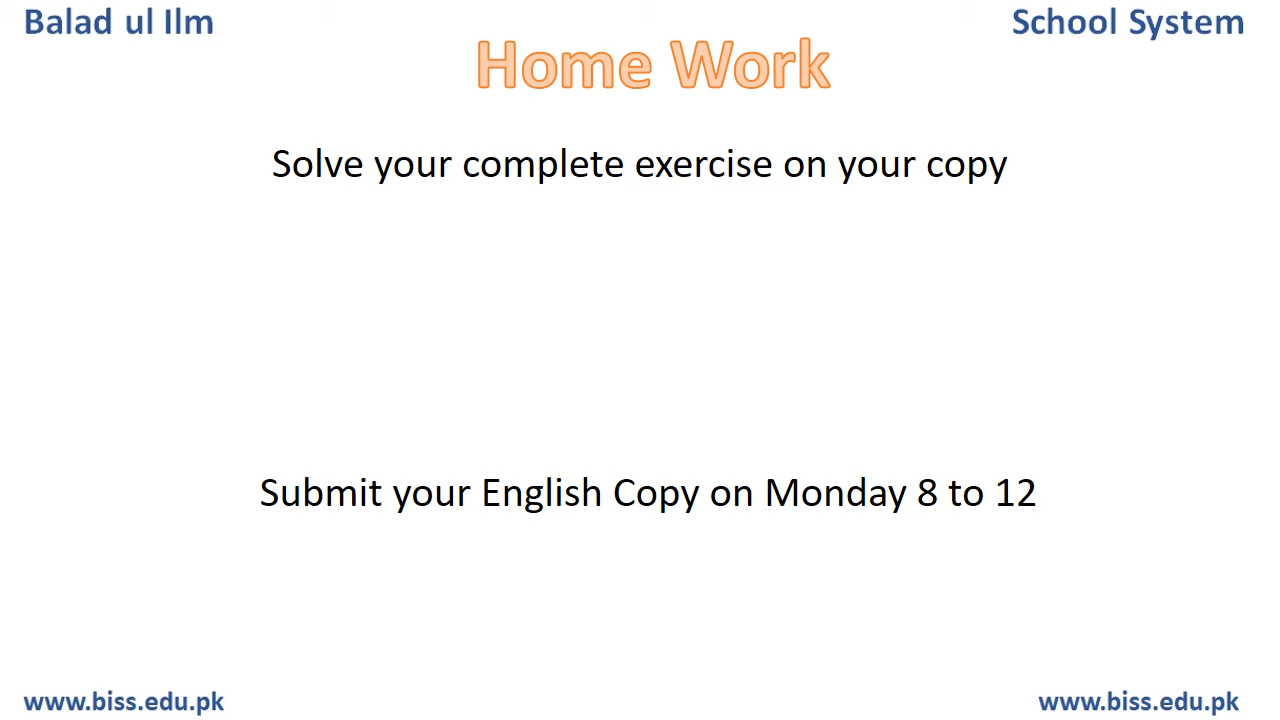 Balad ul Ilm
School System
Home Work
Solve your complete exercise on your copy
Submit your English Copy on Monday 8 to 12
www.biss.edu.pk
www.biss.edu.pk